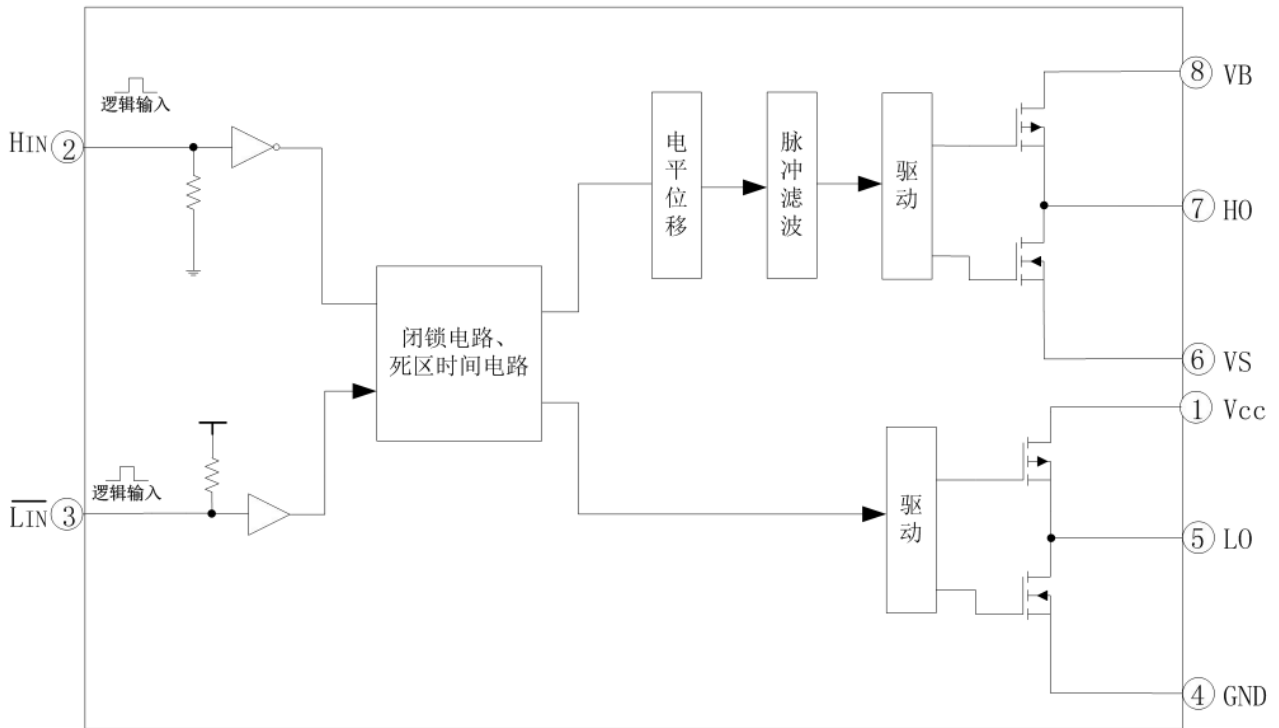 逻辑输入
HIN ②
电平位移
脉冲滤波
驱动
⑧ VB
⑦ HO
⑥ VS
闭锁电路、
死区时间电路
逻辑输入
LIN ③
驱动
① Vcc
⑤ LO
④ GND